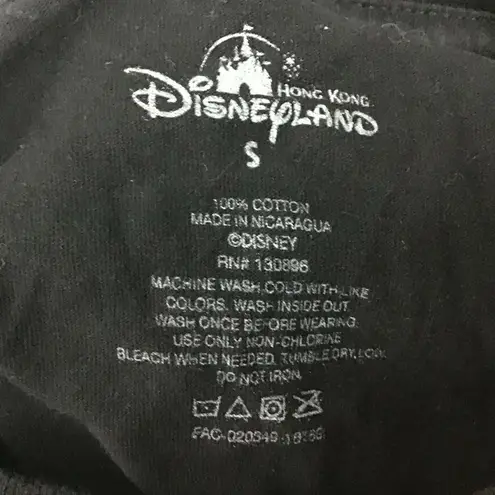 HONG KONG
DISNEYLAND
S
100% COTTON
MADE IN NICARAGUA
©DISNEY
RN# 130896
MACHINE WASH COLD WITH LIKE
COLORS. WASH INSIDE OUT.
WASH ONCE BEFORE WEARING.
USE ONLY NON-CHLORINE
BLEACH WHEN NEEDED. TUMBLE DRY LOW.
DO NOT IRON.